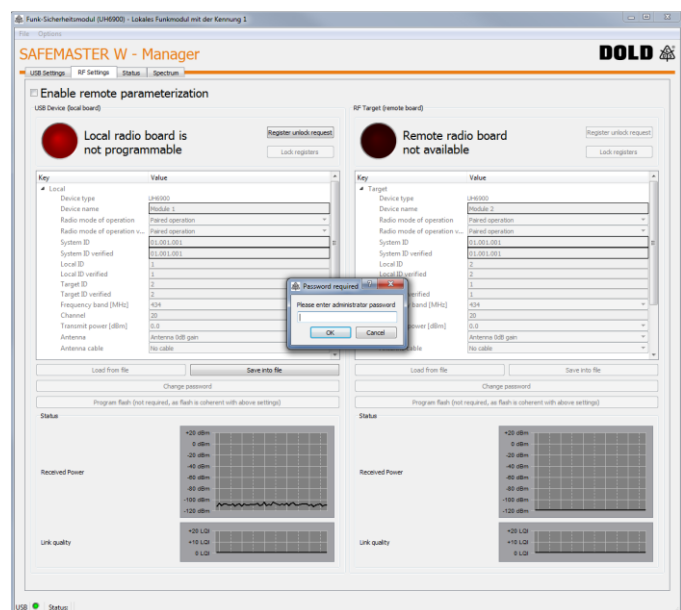 Funk-Sicherheitsmodul (UH6900) - Lokales Funkmodul mit der Kennung 1
File Options
SAFEMASTER W - Manager
DOLD
USB Settings RF Settings Status Spectrum
Enable remote parameterization
USB Device (local board)
Local radio board is
not programmable
Register unlock request
Lock registers
Key Value
Local
Device type UH6900
Device name Module 1
Radio mode of operation Paired operation
Radio mode of operation v... Paired operation
System ID 01.001.001
System ID verified 01.001.001
Local ID 1
Local ID verified 1
Target ID 2
Target ID verified 2
Frequency band [MHz] 434
Channel 20
Transmit power [dBm] 0.0
Antenna Antenna 0dB gain
Antenna cable No cable
Load from file Save into file
Change password
Program flash (not required, as flash is coherent with above settings)
Status
Received Power
+20 dBm
0 dBm
-20 dBm
-40 dBm
-60 dBm
-80 dBm
-100 dBm
-120 dBm
Link quality
+20 LQI
+10 LQI
0 LQI
RF Target (remote board)
Remote radio board
not available
Register unlock request
Lock registers
Key Value
Target
Device type UH6900
Device name Module 2
Radio mode of operation Paired operation
Radio mode of operation v... Paired operation
System ID 01.001.001
System ID verified 01.001.001
Local ID 2
Local ID verified 2
1
verified 1
band [MHz] 434
20
power [dBm] 0.0
Antenna 0dB gain
No cable
Load from file Save into file
Change password
Program flash (not required, as flash is coherent with above settings)
Status
Received Power
+20 dBm
0 dBm
-20 dBm
-40 dBm
-60 dBm
-80 dBm
-100 dBm
-120 dBm
Link quality
+20 LQI
+10 LQI
0 LQI
Password required
Please enter administrator password
OK Cancel
USB Status: